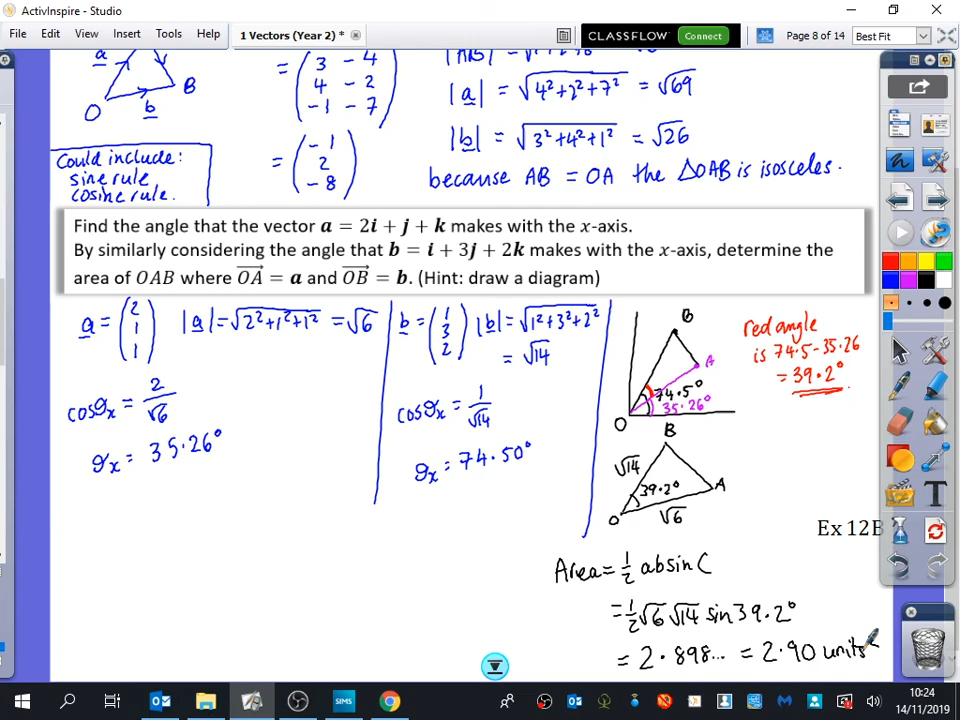 ActivInspire - Studio
File Edit View Insert Tools Help
1 Vectors (Year 2) *
CLASSFLOW Connect
Page 8 of 14
Best Fit
a
O
b
B
= ( 3 - 4
4 - 2
-1 - 7 )
= ( -1
2
-8 )
|a| = √4²+2²+7² = √69
|b| = √3²+4²+1² = √26
because AB = OA the ΔOAB is isosceles.
Could include:
sine rule
cosine rule.
Find the angle that the vector a = 2i + j + k makes with the x-axis.
By similarly considering the angle that b = i + 3j + 2k makes with the x-axis, determine the
area of OAB where OA = a and OB = b. (Hint: draw a diagram)
a = ( 2
1
1 )
|a| = √2²+1²+1² = √6
cosθx = 2/√6
θx = 35.26°
b = ( 1
3
2 )
|b| = √1²+3²+2²
= √14
cosθx = 1/√14
θx = 74.50°
B
A
74.5°
35.26°
O
red angle
is 74.5-35.26
= 39.2°
B
√14
39.2°
A
O
√6
Ex 12B
Area = 1/2 absinC
= 1/2 √6 √14 sin39.2°
= 2.898... = 2.90 units
T
SIMS
10:24
14/11/2019